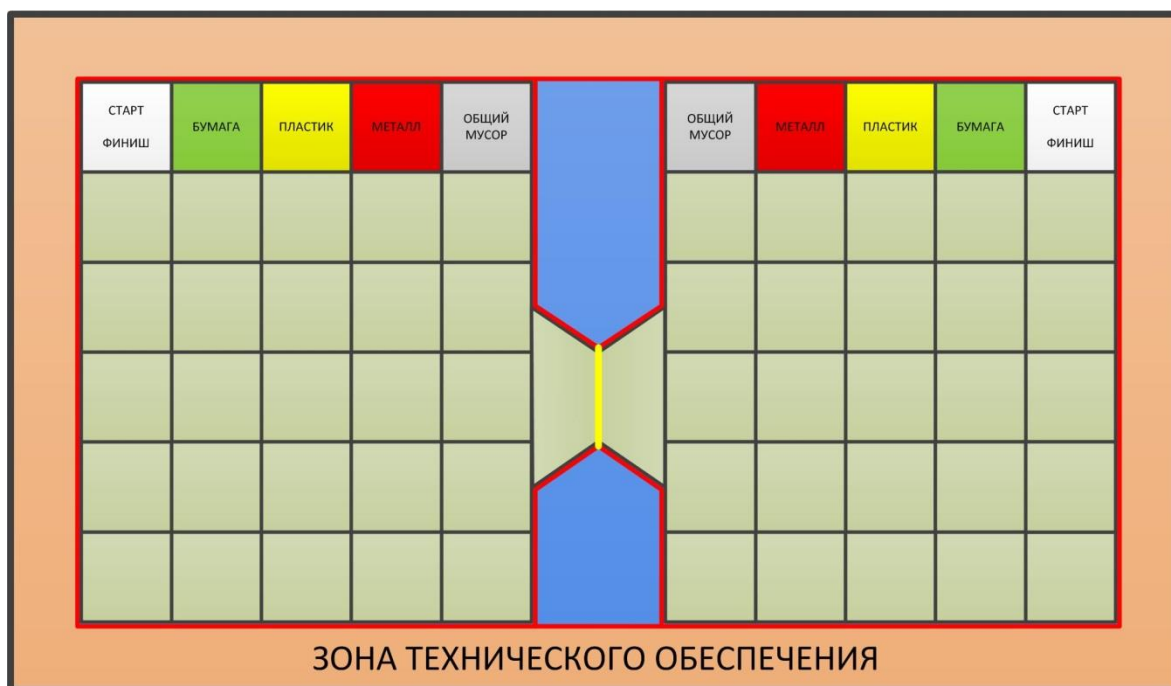 СТАРТ
ФИНИШ
БУМАГА
ПЛАСТИК
МЕТАЛЛ
ОБЩИЙ
МУСОР
ОБЩИЙ
МУСОР
МЕТАЛЛ
ПЛАСТИК
БУМАГА
СТАРТ
ФИНИШ
ЗОНА ТЕХНИЧЕСКОГО ОБЕСПЕЧЕНИЯ